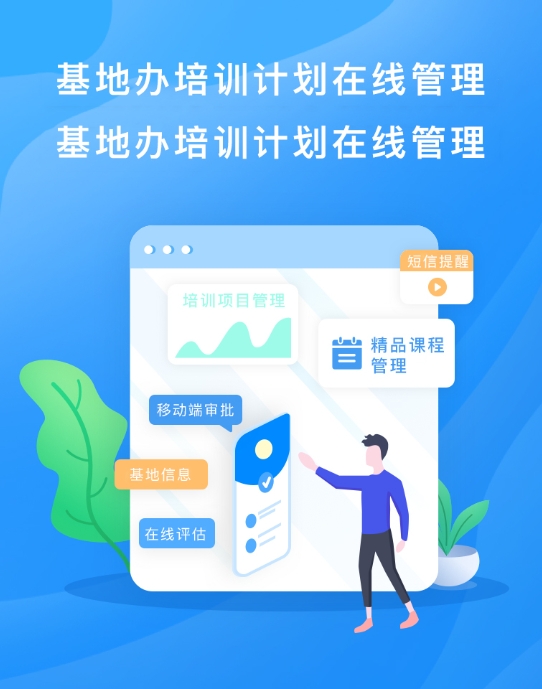 基地办培训计划在线管理
基地办培训计划在线管理
短信提醒
培训项目管理
精品课程
管理
移动端审批
基地信息
在线评估